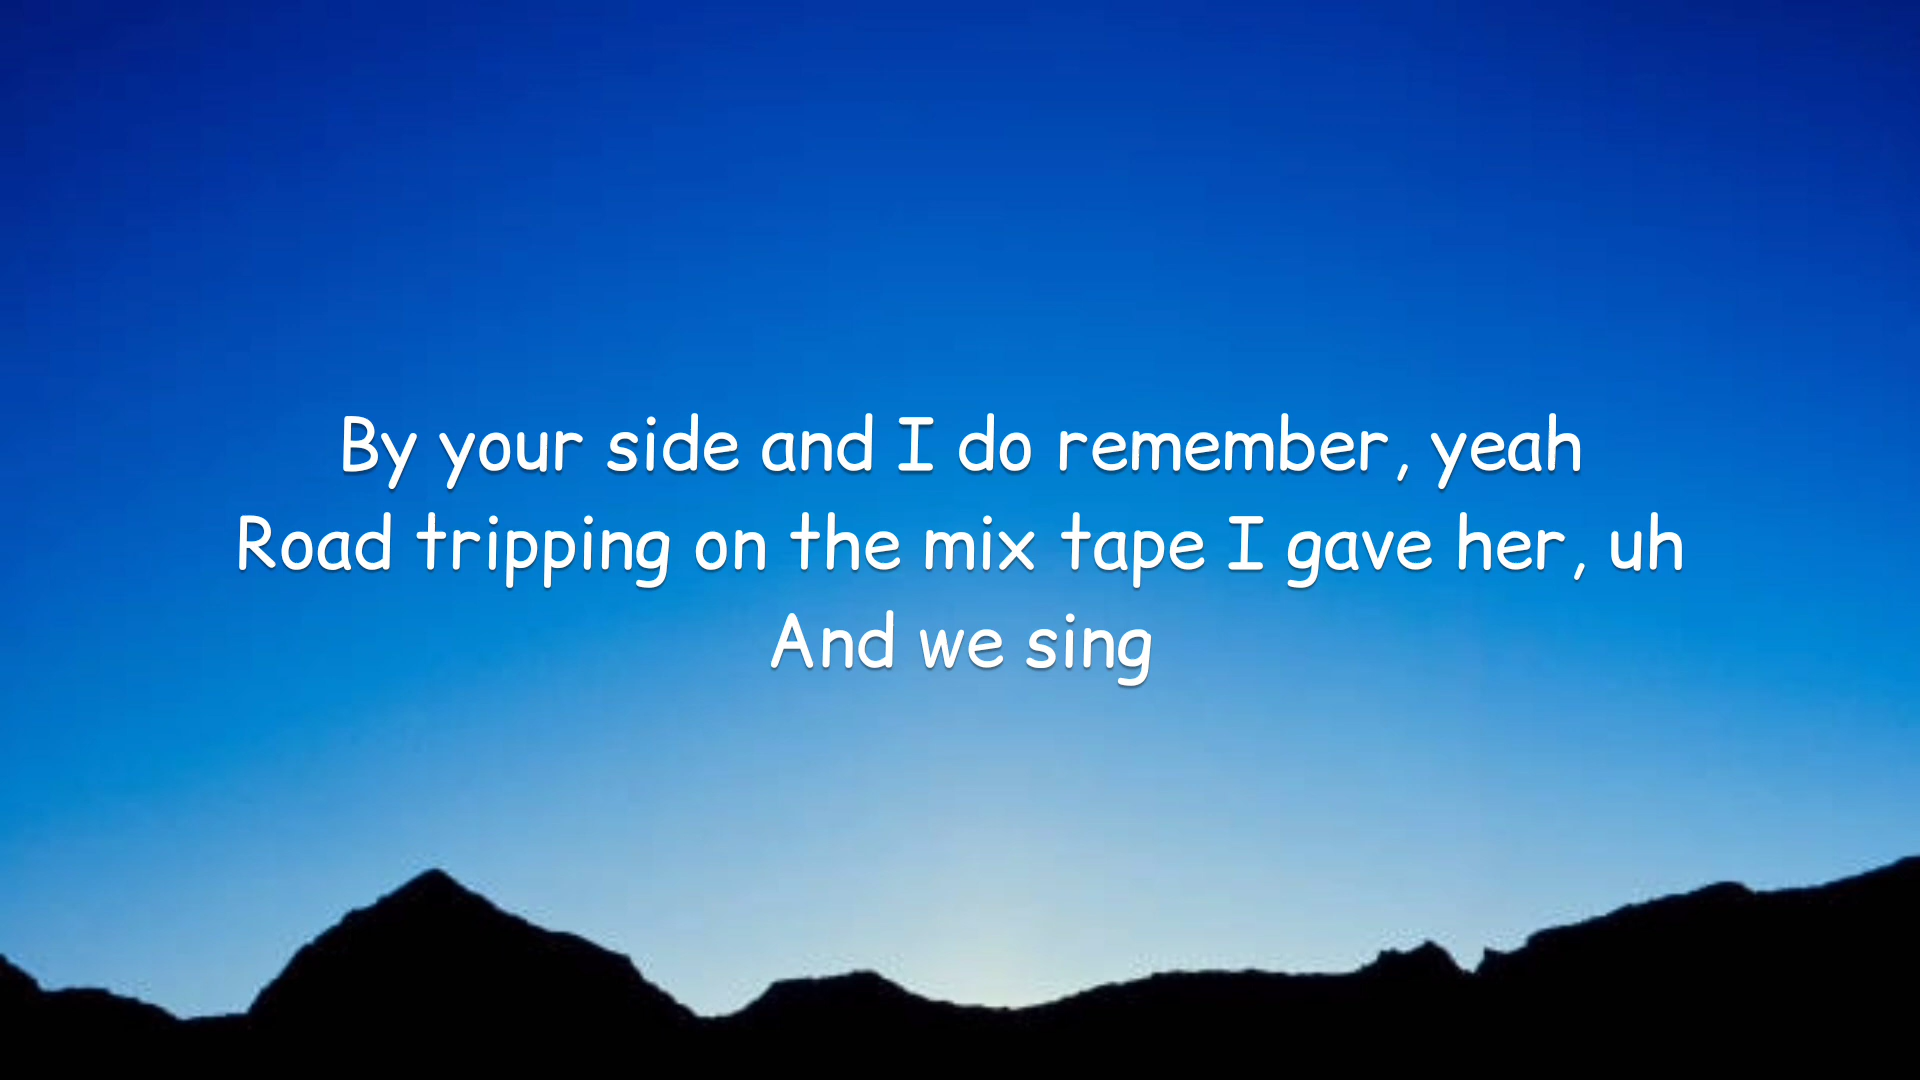 By your side and I do remember, yeah
Road tripping on the mix tape I gave her, uh
And we sing